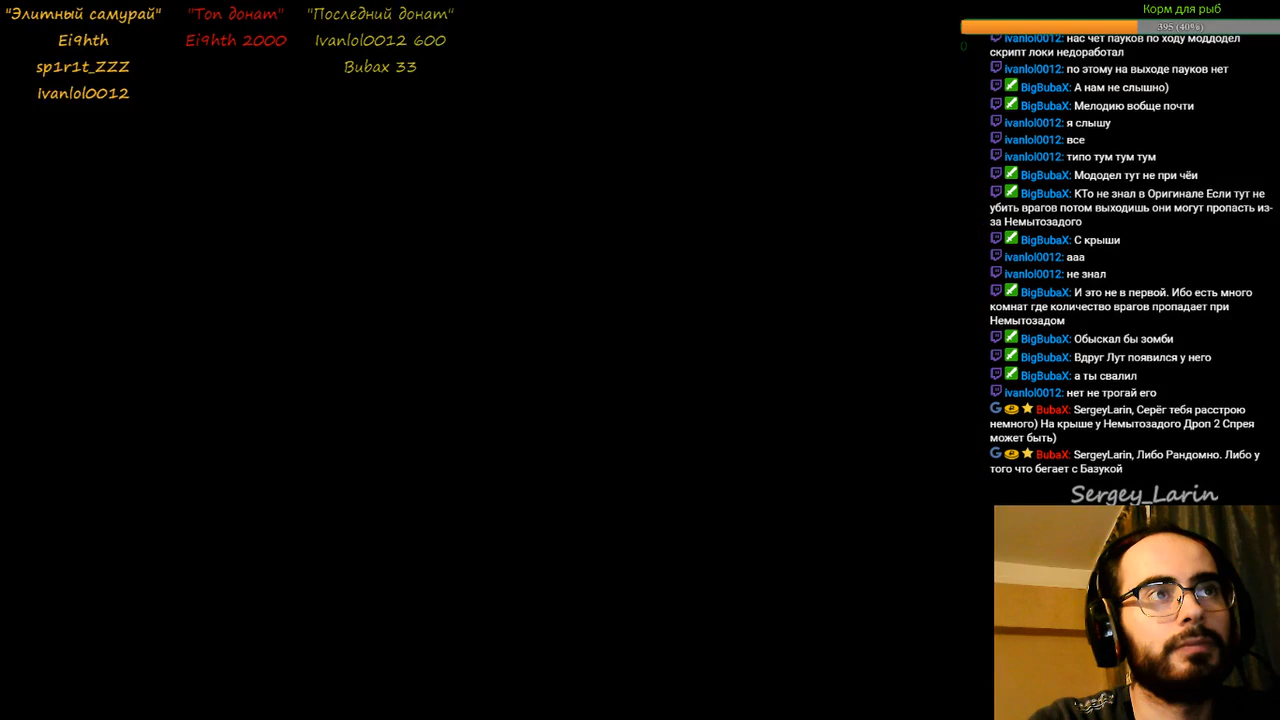 "Элитный самурай"
Ei9hth
sp1r1t_ZZZ
ivanlol0012
"Топ донат"
Ei9hth 2000
"Последний донат"
Ivanlol0012 600
Bubax 33
Корм для рыб
395 (40%)
0
ivanlol0012: нас чет пауков по ходу моддодел
скрипт локи недоработал
ivanlol0012: по этому на выходе пауков нет
BigBubaX: А нам не слышно)
BigBubaX: Мелодию вобще почти
ivanlol0012: я слышу
ivanlol0012: все
ivanlol0012: типо тум тум тум
BigBubaX: Мододел тут не при чёи
BigBubaX: КТо не знал в Оригинале Если тут не
убить врагов потом выходишь они могут пропасть из-
за Немытозадого
BigBubaX: С крыши
ivanlol0012: ааа
ivanlol0012: не знал
BigBubaX: И это не в первой. Ибо есть много
комнат где количество врагов пропадает при
Немытозадом
BigBubaX: Обыскал бы зомби
BigBubaX: Вдруг Лут появился у него
BigBubaX: а ты свалил
ivanlol0012: нет не трогай его
BubaX: SergeyLarin, Серёг тебя расстрою
немного) На крыше у Немытозадого Дроп 2 Спрея
может быть)
BubaX: SergeyLarin, Либо Рандомно. Либо у
того что бегает с Базукой
Sergey_Larin